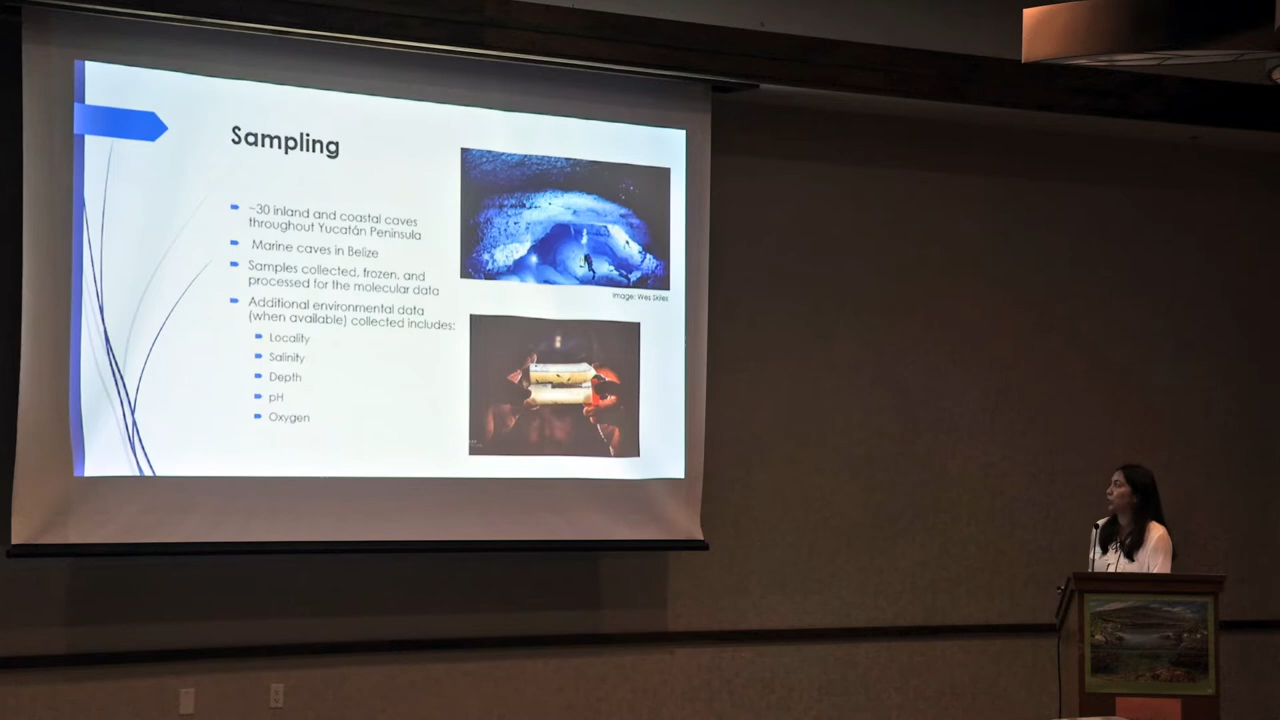 Sampling
~30 inland and coastal caves
throughout Yucatán Peninsula
Marine caves in Belize
Samples collected, frozen, and
processed for the molecular data
Additional environmental data
(when available) collected includes:
Locality
Salinity
Depth
pH
Oxygen
Image: Wes Skiles